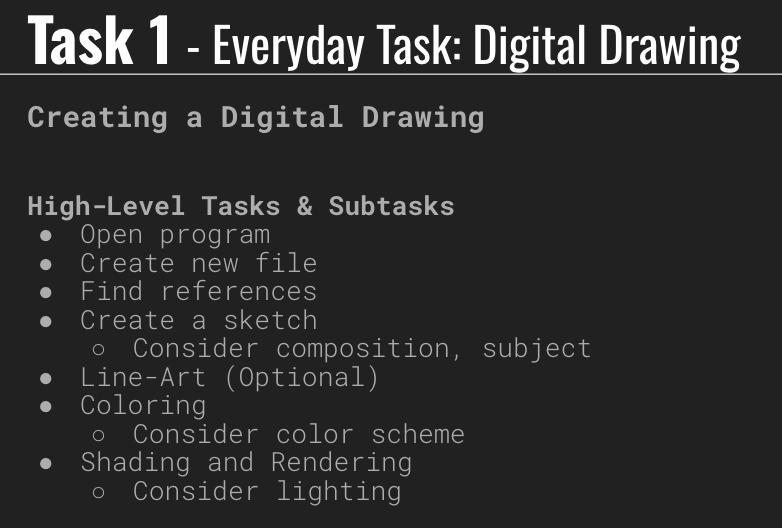 Task 1 - Everyday Task: Digital Drawing
Creating a Digital Drawing
High-Level Tasks & Subtasks
● Open program
● Create new file
● Find references
● Create a sketch
○ Consider composition, subject
● Line-Art (Optional)
● Coloring
○ Consider color scheme
● Shading and Rendering
○ Consider lighting